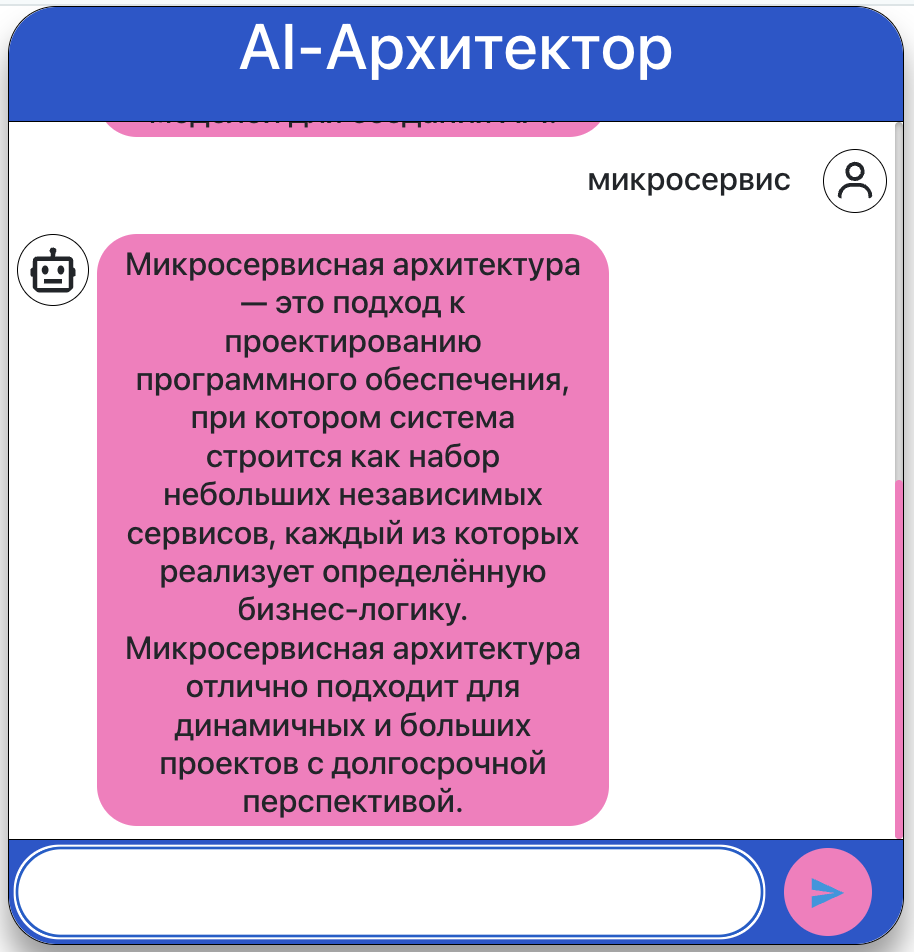 AI-Архитектор
микросервис
Микросервисная архитектура
— это подход к
проектированию
программного обеспечения,
при котором система
строится как набор
небольших независимых
сервисов, каждый из которых
реализует определённую
бизнес-логику.
Микросервисная архитектура
отлично подходит для
динамичных и больших
проектов с долгосрочной
перспективой.